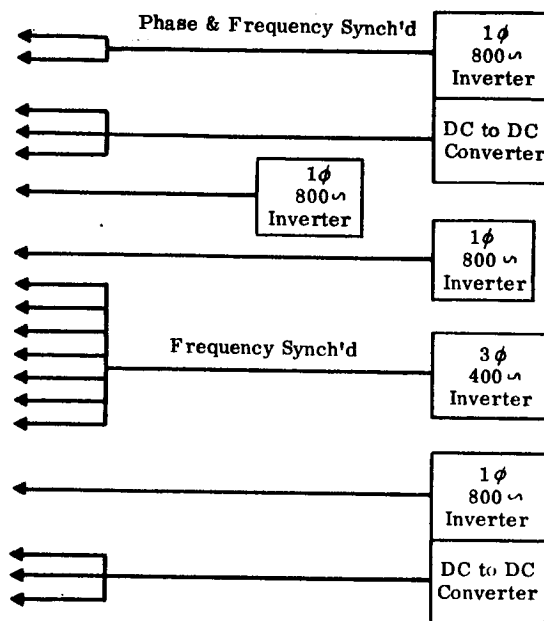 Phase & Frequency Synch'd
1ϕ
800~
Inverter
DC to DC
Converter
1ϕ
800~
Inverter
1ϕ
800~
Inverter
Frequency Synch'd
3ϕ
400~
Inverter
1ϕ
800~
Inverter
DC to DC
Converter